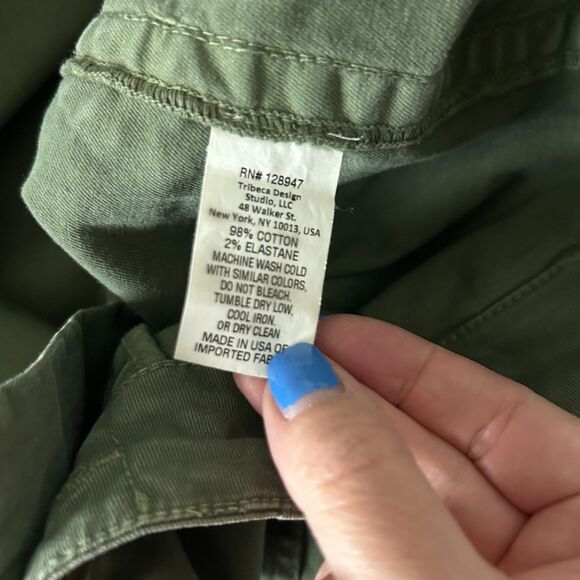 RN# 128947
Tribeca Design
Studio, LLC
48 Walker St.
New York, NY 10013, USA
98% COTTON
2% ELASTANE
MACHINE WASH COLD
WITH SIMILAR COLORS,
DO NOT BLEACH.
TUMBLE DRY LOW,
COOL IRON.
OR DRY CLEAN
MADE IN USA OF
IMPORTED